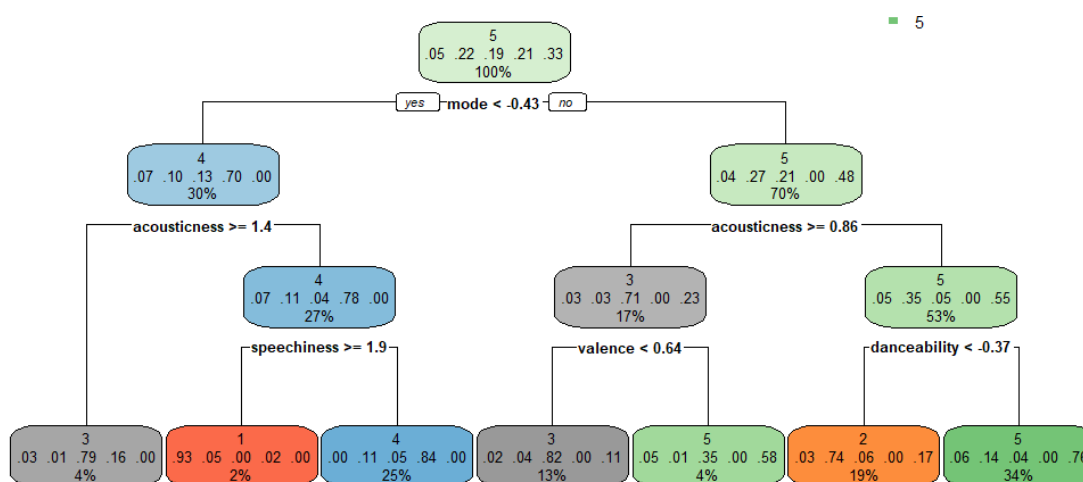 5
5
.05 .22 .19 .21 .33
100%
yes mode < -0.43 no
4
.07 .10 .13 .70 .00
30%
5
.04 .27 .21 .00 .48
70%
acousticness >= 1.4
acousticness >= 0.86
4
.07 .11 .04 .78 .00
27%
3
.03 .03 .71 .00 .23
17%
5
.05 .35 .05 .00 .55
53%
speechiness >= 1.9
valence < 0.64
danceability < -0.37
3
.03 .01 .79 .16 .00
4%
1
.93 .05 .00 .02 .00
2%
4
.00 .11 .05 .84 .00
25%
3
.02 .04 .82 .00 .11
13%
5
.05 .01 .35 .00 .58
4%
2
.03 .74 .06 .00 .17
19%
5
.06 .14 .04 .00 .76
34%